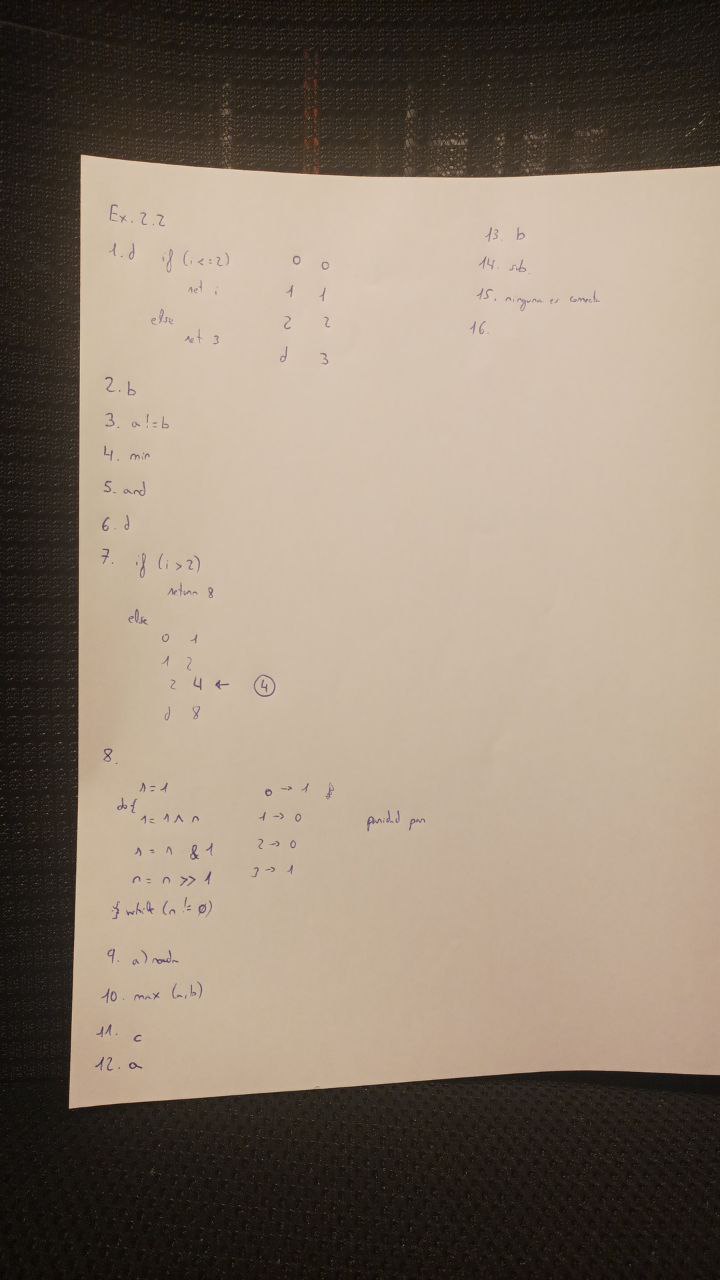 Ex. 2.2
1. d if (i <= 2) 0 0
ret i 1 1
else 2 2
ret 3 d 3
2. b
3. a != b
4. min
5. and
6. d
7. if (i > 2)
return 8
else
0 1
1 2
2 4 ← 4
d 8
8.
r = 1 0 → 1
do { r = r ^ n 1 → 0 paridad par
r = r & 1 2 → 0
n = n >> 1 3 → 1
} while (n != 0)
9. a)
10. max (a,b)
11. c
12. a
13. b
14. sub.
15. ninguna es correcta
16.